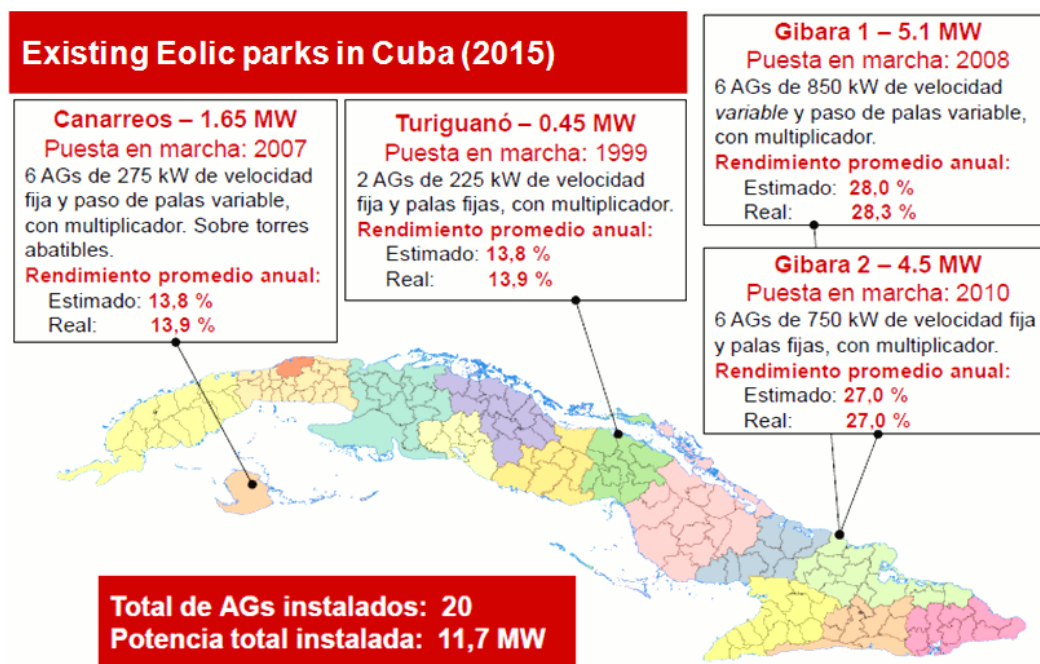 Existing Eolic parks in Cuba (2015)
Canarreos – 1.65 MW
Puesta en marcha: 2007
6 AGs de 275 kW de velocidad
fija y paso de palas variable,
con multiplicador. Sobre torres
abatibles.
Rendimiento promedio anual:
Estimado: 13,8 %
Real: 13,9 %
Turiguanó – 0.45 MW
Puesta en marcha: 1999
2 AGs de 225 kW de velocidad
fija y palas fijas, con multiplicador.
Rendimiento promedio anual:
Estimado: 13,8 %
Real: 13,9 %
Gibara 1 – 5.1 MW
Puesta en marcha: 2008
6 AGs de 850 kW de velocidad
variable y paso de palas variable,
con multiplicador.
Rendimiento promedio anual:
Estimado: 28,0 %
Real: 28,3 %
Gibara 2 – 4.5 MW
Puesta en marcha: 2010
6 AGs de 750 kW de velocidad fija
y palas fijas, con multiplicador.
Rendimiento promedio anual:
Estimado: 27,0 %
Real: 27,0 %
Total de AGs instalados: 20
Potencia total instalada: 11,7 MW